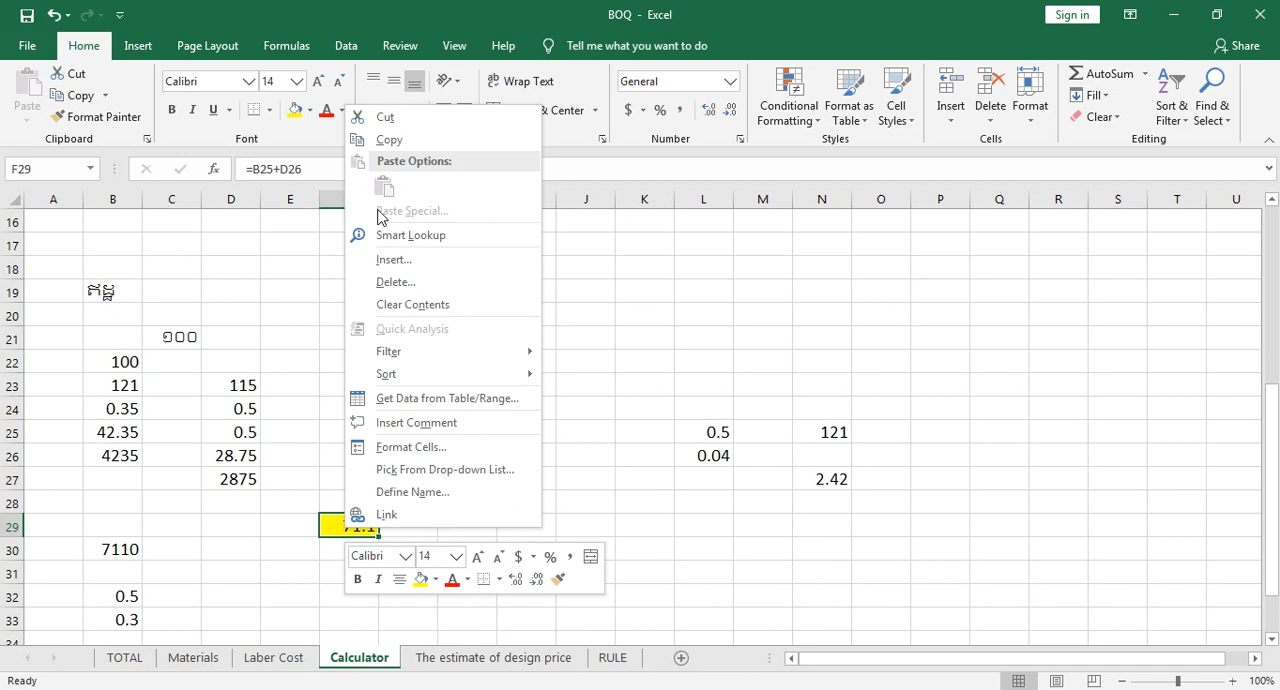 BOQ - Excel
Sign in
File Home Insert Page Layout Formulas Data Review View Help Tell me what you want to do Share
Paste
Cut
Copy
Format Painter
Clipboard
Calibri 14
B I U
Font
Wrap Text
& Center
General
$ % ,
Number
Conditional Formatting
Format as Table
Cell Styles
Styles
Insert Delete Format
Cells
AutoSum
Fill
Clear
Sort & Filter
Find & Select
Editing
F29 fx =B25+D26
A B C D E J K L M N O P Q R S T U
16
17
18
19
20
21 ១០០
22 100
23 121 115
24 0.35 0.5
25 42.35 0.5 0.5 121
26 4235 28.75 0.04
27 2875 2.42
28
29
30 7110
31
32 0.5
33 0.3
34
Cut
Copy
Paste Options:
Paste Special...
Smart Lookup
Insert...
Delete...
Clear Contents
Quick Analysis
Filter
Sort
Get Data from Table/Range...
Insert Comment
Format Cells...
Pick From Drop-down List...
Define Name...
Link
Calibri 14 $ % ,
B I A
TOTAL Materials Laber Cost Calculator The estimate of design price RULE
Ready
100%